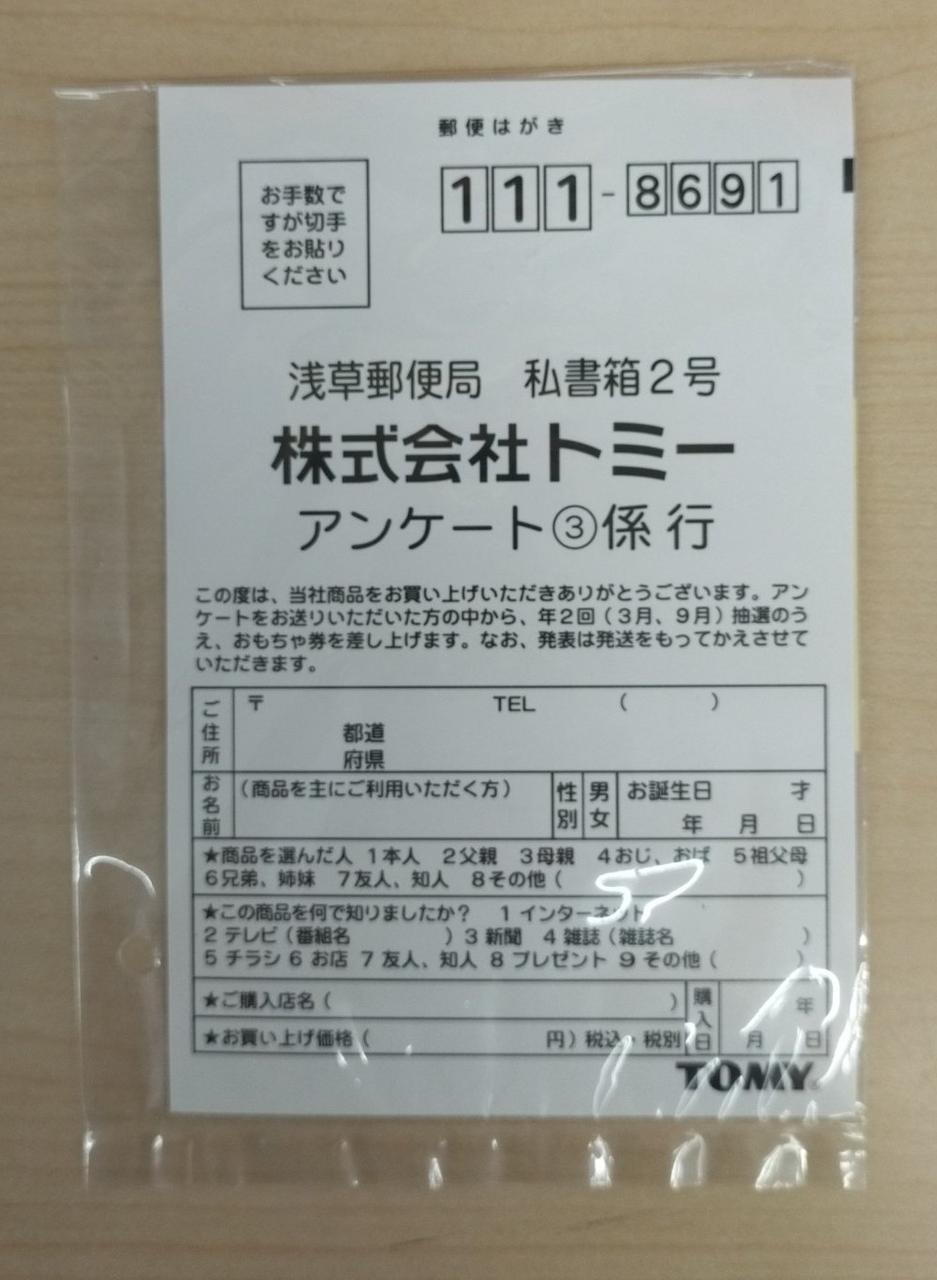 郵便はがき
お手数で
すが切手
をお貼り
ください
111-8691
浅草郵便局 私書箱2号
株式会社トミー
アンケート③係 行
この度は、当社商品をお買い上げいただきありがとうございます。アン
ケートをお送りいただいた方の中から、年2回（3月、9月）抽選のう
え、おもちゃ券を差し上げます。なお、発表は発送をもってかえさせて
いただきます。
ご住所 〒 TEL （ ）
都道
府県
お名前 （商品を主にご利用いただく方） 性別 男女 お誕生日 才
年 月 日
★商品を選んだ人 1本人 2父親 3母親 4おじ、おば 5祖父母
6兄弟、姉妹 7友人、知人 8その他（ ）
★この商品を何で知りましたか？ 1 インターネット
2 テレビ（番組名 ）3 新聞 4 雑誌（雑誌名 ）
5 チラシ 6 お店 7 友人、知人 8 プレゼント 9 その他（ ）
★ご購入店名（ ） 購入日 年
★お買い上げ価格（ 円）税込・税別 月 日
TOMY